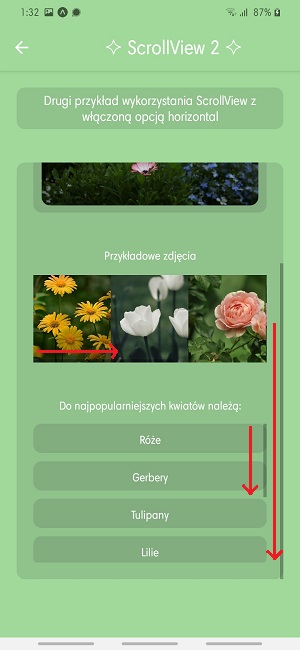 1:32 87%
✧ ScrollView 2 ✧
Drugi przykład wykorzystania ScrollView z
włączoną opcją horizontal
Przykładowe zdjęcia
Do najpopularniejszych kwiatów należą:
Róże
Gerbery
Tulipany
Lilie